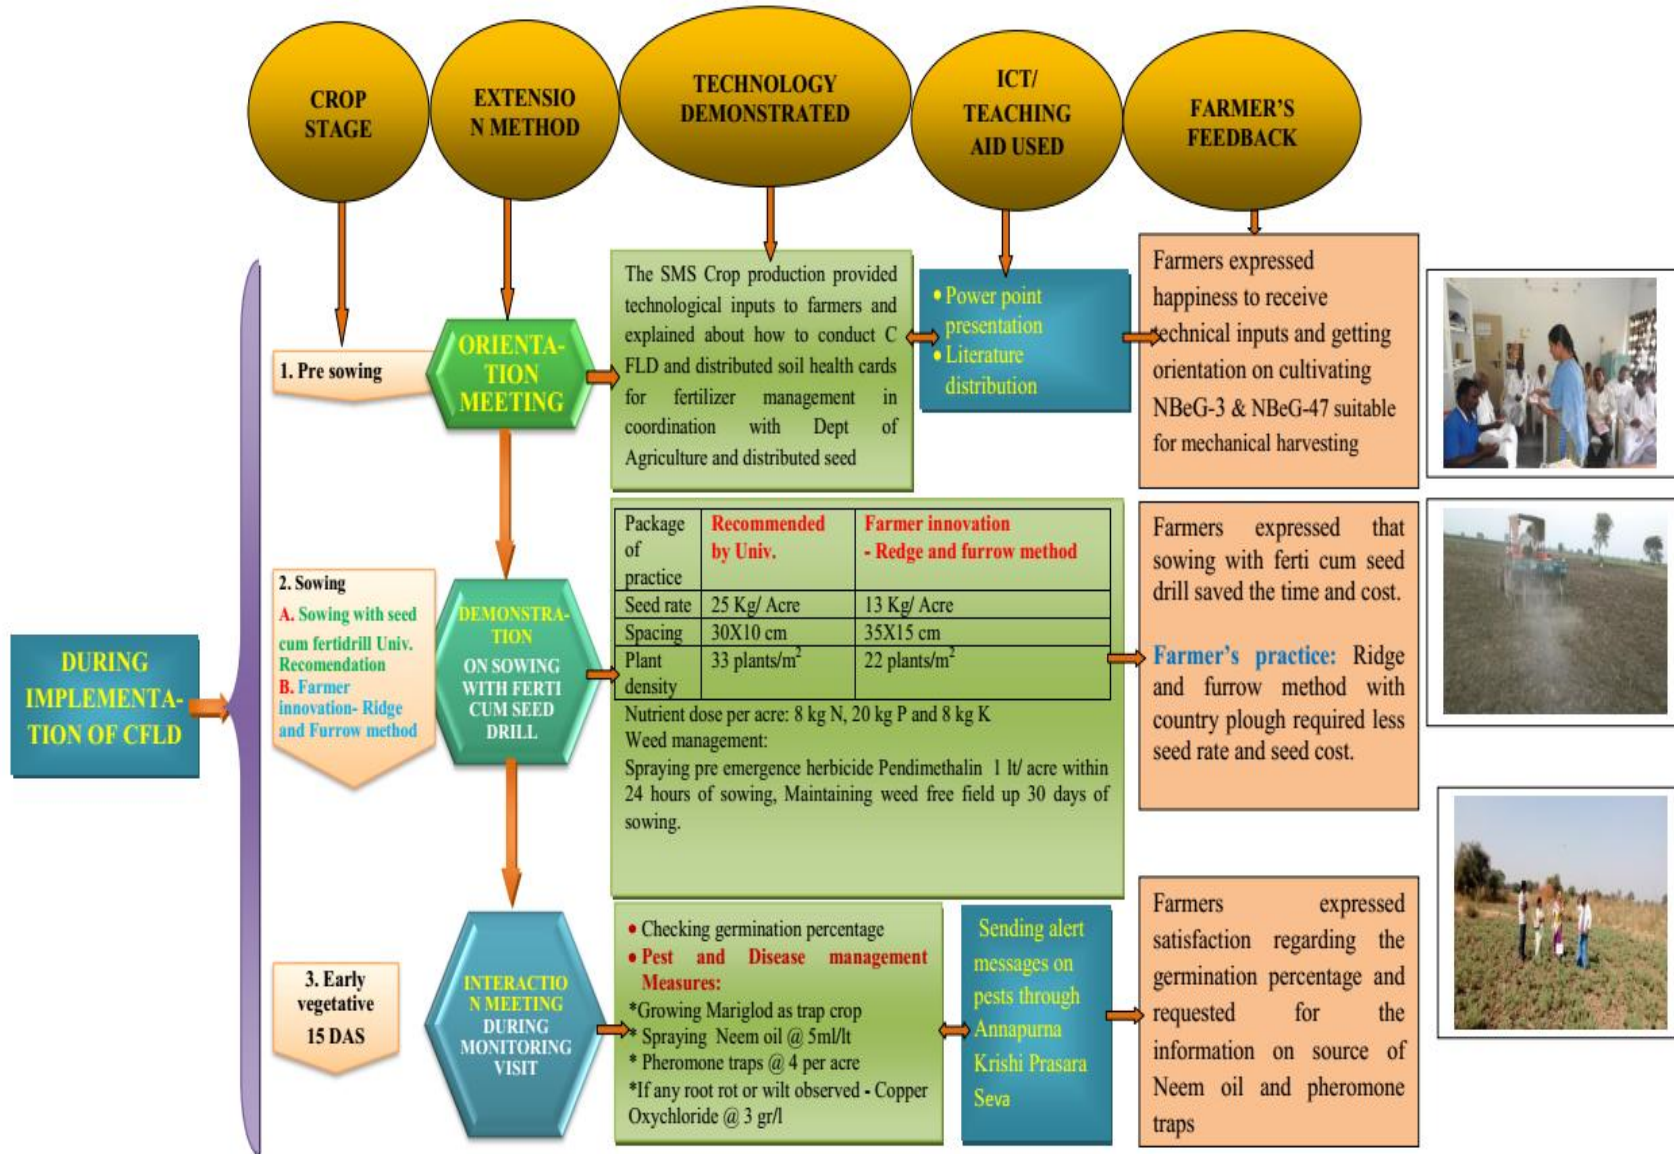 CROP
STAGE
EXTENSIO
N METHOD
TECHNOLOGY
DEMONSTRATED
ICT/
TEACHING
AID USED
FARMER'S
FEEDBACK
DURING
IMPLEMENTA-
TION OF CFLD
1. Pre sowing
ORIENTA-
TION
MEETING
The SMS Crop production provided
technological inputs to farmers and
explained about how to conduct C
FLD and distributed soil health cards
for fertilizer management in
coordination with Dept of
Agriculture and distributed seed
• Power point
presentation
• Literature
distribution
Farmers expressed
happiness to receive
technical inputs and getting
orientation on cultivating
NBeG-3 & NBeG-47 suitable
for mechanical harvesting
2. Sowing
A. Sowing with seed
cum fertidrill Univ.
Recomendation
B. Farmer
innovation- Ridge
and Furrow method
DEMONSTRA-
TION
ON SOWING
WITH FERTI
CUM SEED
DRILL
Package
of
practice
Recommended
by Univ.
Farmer innovation
- Redge and furrow method
Seed rate 25 Kg/ Acre 13 Kg/ Acre
Spacing 30X10 cm 35X15 cm
Plant
density
33 plants/m²
22 plants/m²
Nutrient dose per acre: 8 kg N, 20 kg P and 8 kg K
Weed management:
Spraying pre emergence herbicide Pendimethalin 1 lt/ acre within
24 hours of sowing, Maintaining weed free field up 30 days of
sowing.
Farmers expressed that
sowing with ferti cum seed
drill saved the time and cost.
Farmer's practice: Ridge
and furrow method with
country plough required less
seed rate and seed cost.
3. Early
vegetative
15 DAS
INTERACTIO
N MEETING
DURING
MONITORING
VISIT
• Checking germination percentage
• Pest and Disease management
Measures:
*Growing Mariglod as trap crop
* Spraying Neem oil @ 5ml/lt
* Pheromone traps @ 4 per acre
*If any root rot or wilt observed - Copper
Oxychloride @ 3 gr/l
Sending alert
messages on
pests through
Annapurna
Krishi Prasara
Seva
Farmers expressed
satisfaction regarding the
germination percentage and
requested for the
information on source of
Neem oil and pheromone
traps